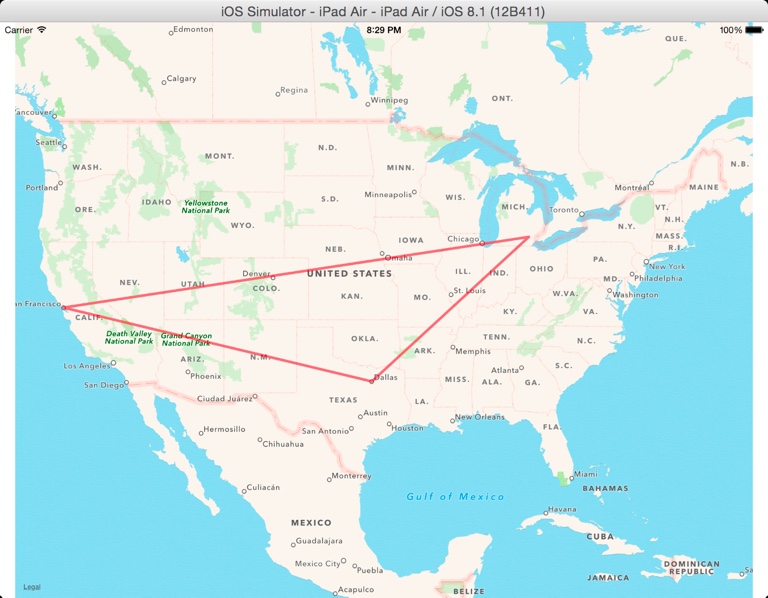 iOS Simulator - iPad Air - iPad Air / iOS 8.1 (12B411)
Carrier 8:29 PM 100%
Edmonton
QUE.
Calgary
Regina
Winnipeg
ONT.
ancouver
Seattle
WASH.
MONT.
N.D.
MINN.
N.B.
Portland
Montréal
MAINE
ORE.
IDAHO
Yellowstone
National Park
S.D.
Minneapolis
WIS.
MICH.
Toronto
VT.
N.H.
WYO.
N.Y.
MASS.
R.I.
Chicago
IOWA
NEB.
Omaha
PA.
New York
Denver
UNITED STATES
ILL.
IND.
OHIO
MD.
Philadelphia
NEV.
UTAH
COLO.
KAN.
MO.
St. Louis
W.VA.
Washington
an Francisco
CALIF.
KY.
VA.
Death Valley
National Park
Grand Canyon
National Park
OKLA.
TENN.
N.C.
ARIZ.
N.M.
ARK.
Memphis
Los Angeles
Phoenix
Dallas
Atlanta
S.C.
San Diego
MISS.
ALA.
GA.
Ciudad Juárez
TEXAS
LA.
Austin
New Orleans
Hermosillo
San Antonio
Houston
FLA.
Chihuahua
Monterrey
Miami
Culiacán
Gulf of Mexico
BAHAMAS
Havana
MEXICO
CUBA
Guadalajara
Mexico City
Puebla
DOMINICAN
REPUBLIC
Sa
JAMAICA
Legal
Acapulco
BELIZE